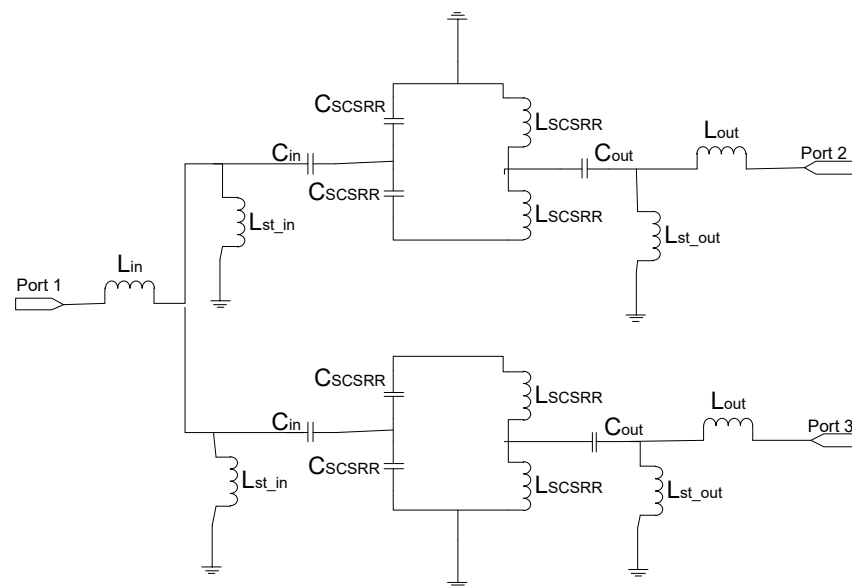 CSCSRR
LSCSRR
Lout
Cin
Cout
Port 2
CSCSRR
LSCSRR
Lst_in
Lst_out
Lin
Port 1
CSCSRR
LSCSRR
Lout
Cin
Cout
Port 3
CSCSRR
LSCSRR
Lst_in
Lst_out